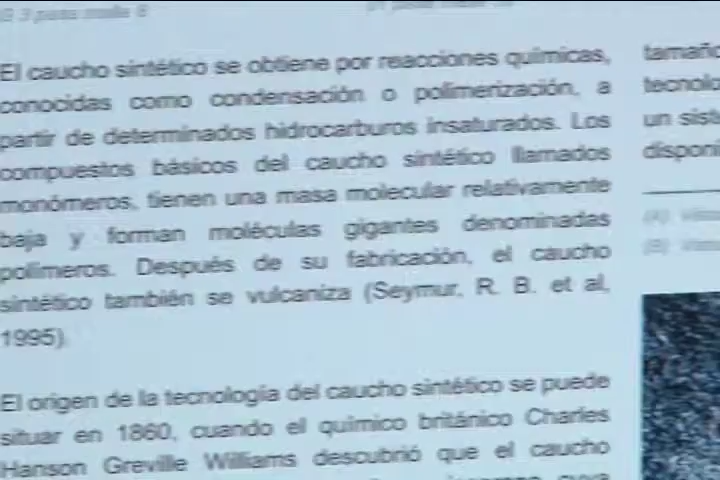 El caucho sintético se obtiene por reacciones químicas,
conocidas como condensación o polimerización, a
partir de determinados hidrocarburos insaturados. Los
compuestos básicos del caucho sintético llamados
monómeros, tienen una masa molecular relativamente
baja y forman moléculas gigantes denominadas
polímeros. Después de su fabricación, el caucho
sintético también se vulcaniza (Seymur, R. B. et al,
1995).
El origen de la tecnología del caucho sintético se puede
situar en 1860, cuando el químico británico Charles
Hanson Greville Williams descubrió que el caucho
tamaño
tecnolo
un sist
disponi